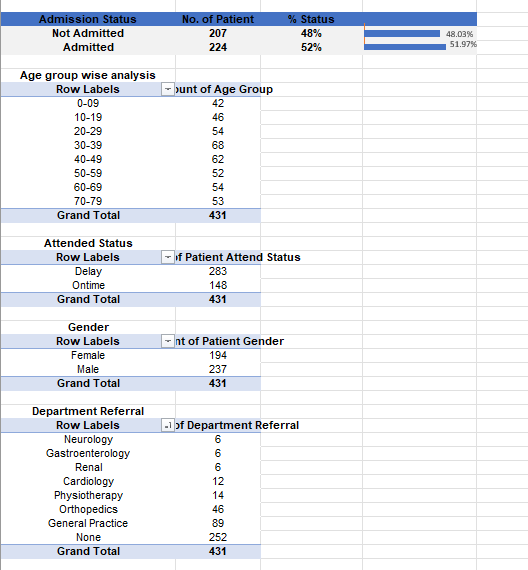 Admission Status No. of Patient % Status
Not Admitted 207 48% 48.03%
Admitted 224 52% 51.97%
Age group wise analysis
Row Labels ount of Age Group
0-09 42
10-19 46
20-29 54
30-39 68
40-49 62
50-59 52
60-69 54
70-79 53
Grand Total 431
Attended Status
Row Labels of Patient Attend Status
Delay 283
Ontime 148
Grand Total 431
Gender
Row Labels nt of Patient Gender
Female 194
Male 237
Grand Total 431
Department Referral
Row Labels of Department Referral
Neurology 6
Gastroenterology 6
Renal 6
Cardiology 12
Physiotherapy 14
Orthopedics 46
General Practice 89
None 252
Grand Total 431